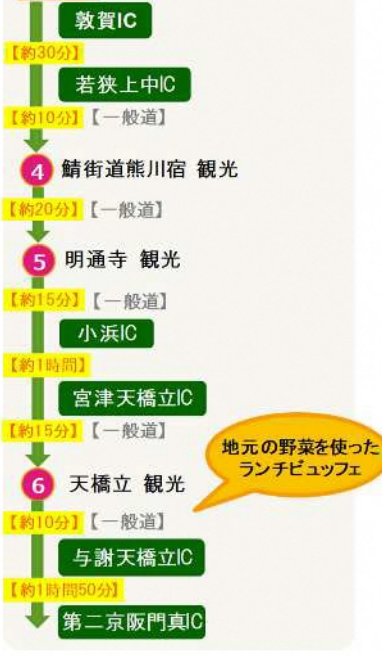 敦賀IC
【約30分】
若狭上中IC
【約10分】【一般道】
4 鯖街道熊川宿 観光
【約20分】【一般道】
5 明通寺 観光
【約15分】【一般道】
小浜IC
【約1時間】
宮津天橋立IC
【約15分】【一般道】
地元の野菜を使った
ランチビュッフェ
6 天橋立 観光
【約10分】【一般道】
与謝天橋立IC
【約1時間50分】
第二京阪門真IC